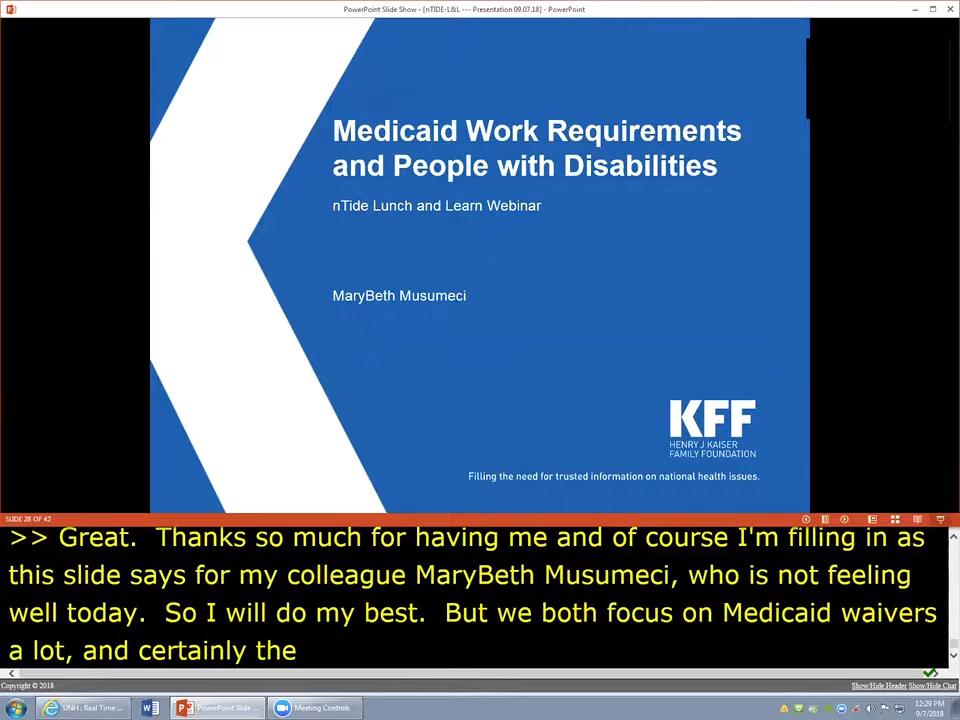 PowerPoint Slide Show - [nTIDE-L&L --- Presentation 09.07.18] - PowerPoint
Medicaid Work Requirements
and People with Disabilities
nTide Lunch and Learn Webinar
MaryBeth Musumeci
KFF
HENRY J KAISER
FAMILY FOUNDATION
Filling the need for trusted information on national health issues.
SLIDE 28 OF 42
>> Great.  Thanks so much for having me and of course I'm filling in as
this slide says for my colleague MaryBeth Musumeci, who is not feeling
well today.  So I will do my best.  But we both focus on Medicaid waivers
a lot, and certainly the
Copyright © 2018
Show/Hide Header Show/Hide Chat
UNH : Real Time ...
PowerPoint Slide ...
Meeting Controls
12:29 PM
9/7/2018